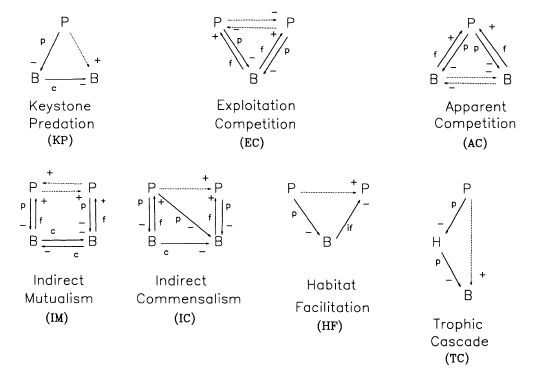 P
p
+
−
B
c
−
B
Keystone
Predation
(KP)
−
P
−
P
+
p
+
f
−
f
p
−
B
Exploitation
Competition
(EC)
P
+
+
f
p
p
f
−
−
B
−
−
B
Apparent
Competition
(AC)
+
P
+
P
p
+
p
+
f
f
−
c
−
B
−
−
B
c
Indirect
Mutualism
(IM)
+
P
P
p
+
+
p
f
p
f
−
−
−
B
c
−
B
Indirect
Commensalism
(IC)
P
+
P
p
−
−
if
B
Habitat
Facilitation
(HF)
P
p
−
H
p
−
+
B
Trophic
Cascade
(TC)